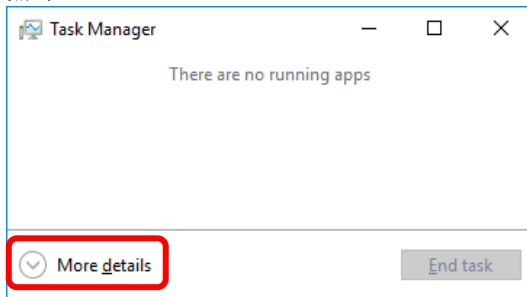 Task Manager
There are no running apps
More details
End task